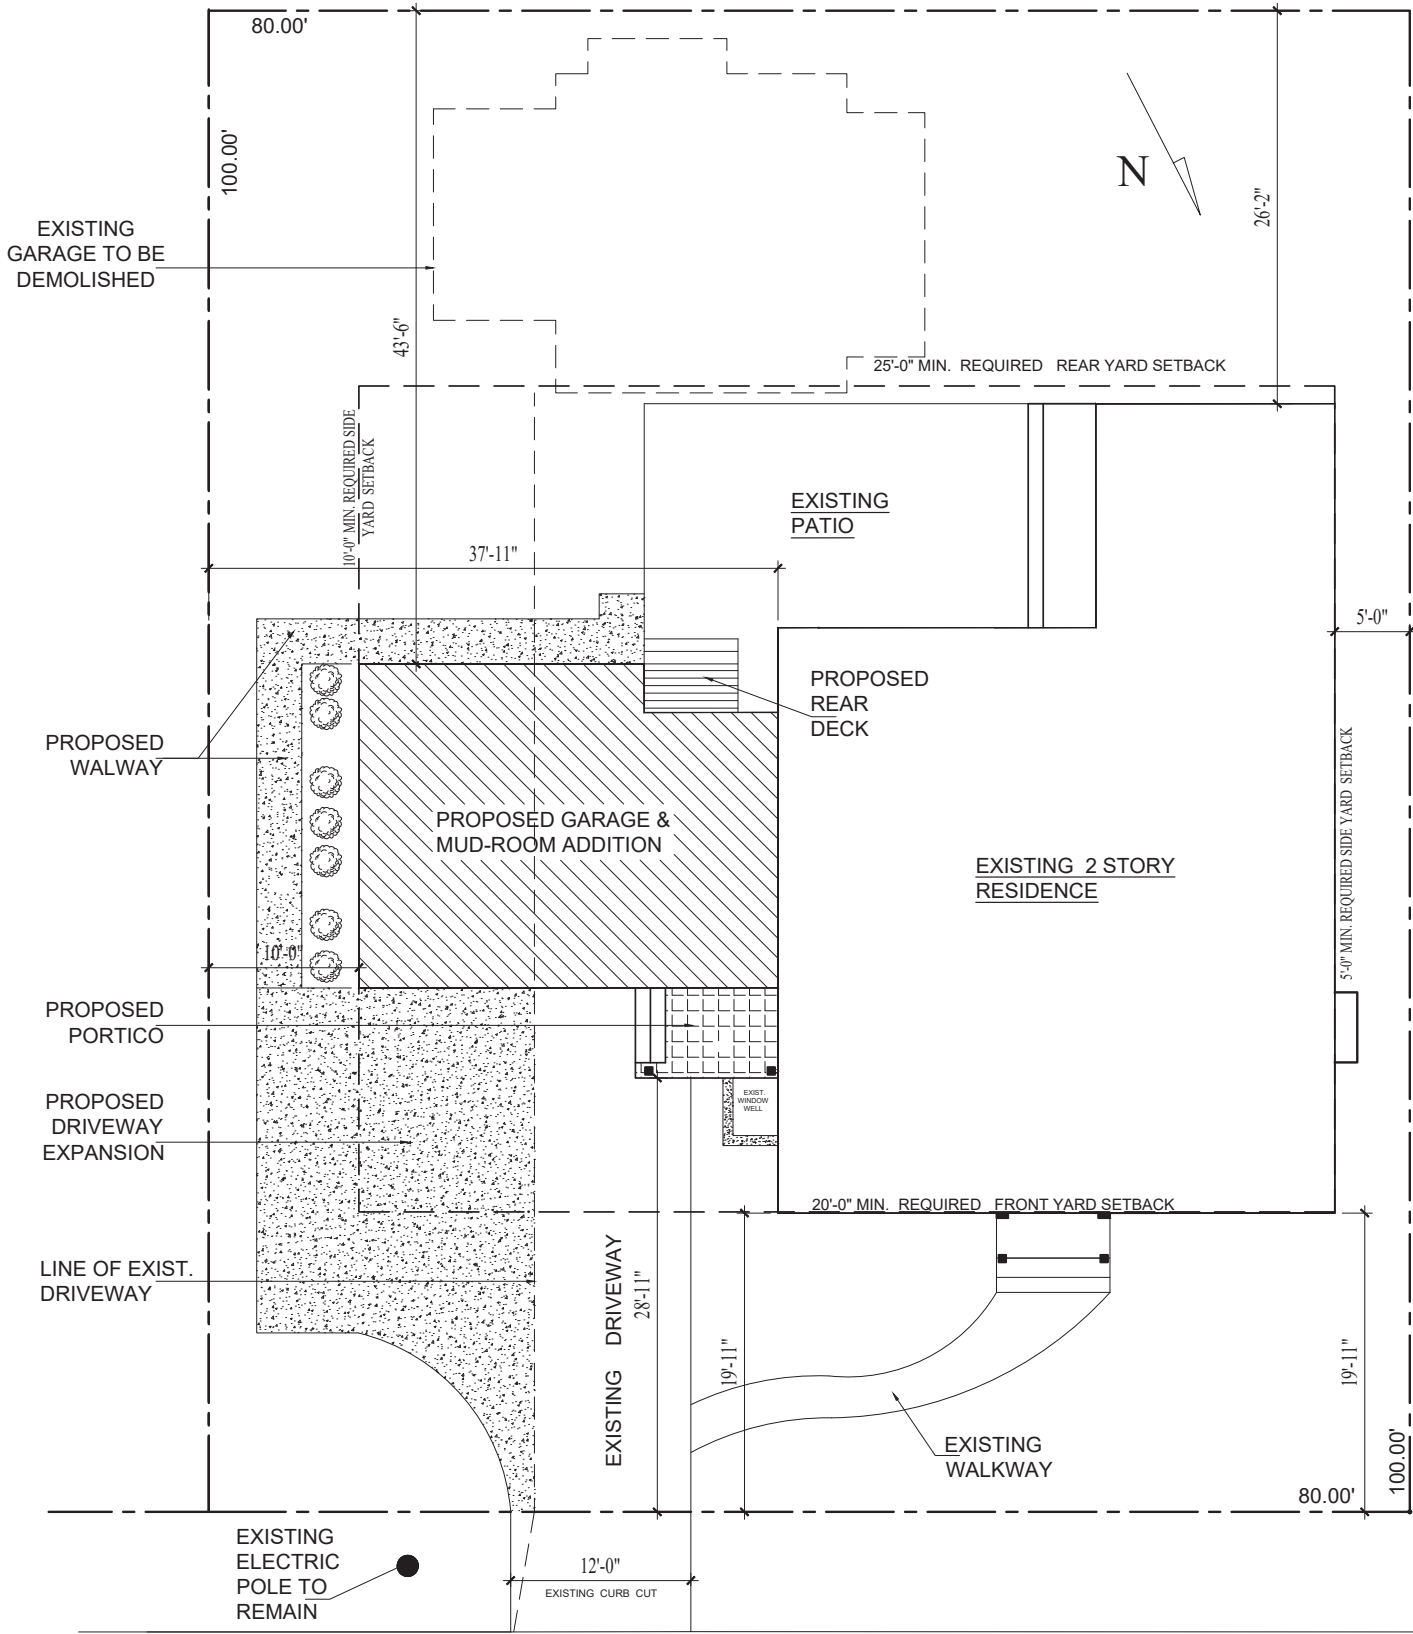 80.00'
100.00'
N
26'-2"
EXISTING
GARAGE TO BE
DEMOLISHED
43'-6"
25'-0" MIN. REQUIRED REAR YARD SETBACK
10'-0" MIN. REQUIRED SIDE
YARD SETBACK
EXISTING
PATIO
37'-11"
5'-0"
PROPOSED
REAR
DECK
PROPOSED
WALWAY
PROPOSED GARAGE &
MUD-ROOM ADDITION
EXISTING 2 STORY
RESIDENCE
5'-0" MIN. REQUIRED SIDE YARD SETBACK
10'-0"
PROPOSED
PORTICO
PROPOSED
DRIVEWAY
EXPANSION
EXIST.
WINDOW
WELL
20'-0" MIN. REQUIRED FRONT YARD SETBACK
LINE OF EXIST.
DRIVEWAY
EXISTING DRIVEWAY
28'-11"
19'-11"
19'-11"
EXISTING
WALKWAY
100.00'
80.00'
EXISTING
ELECTRIC
POLE TO
REMAIN
12'-0"
EXISTING CURB CUT